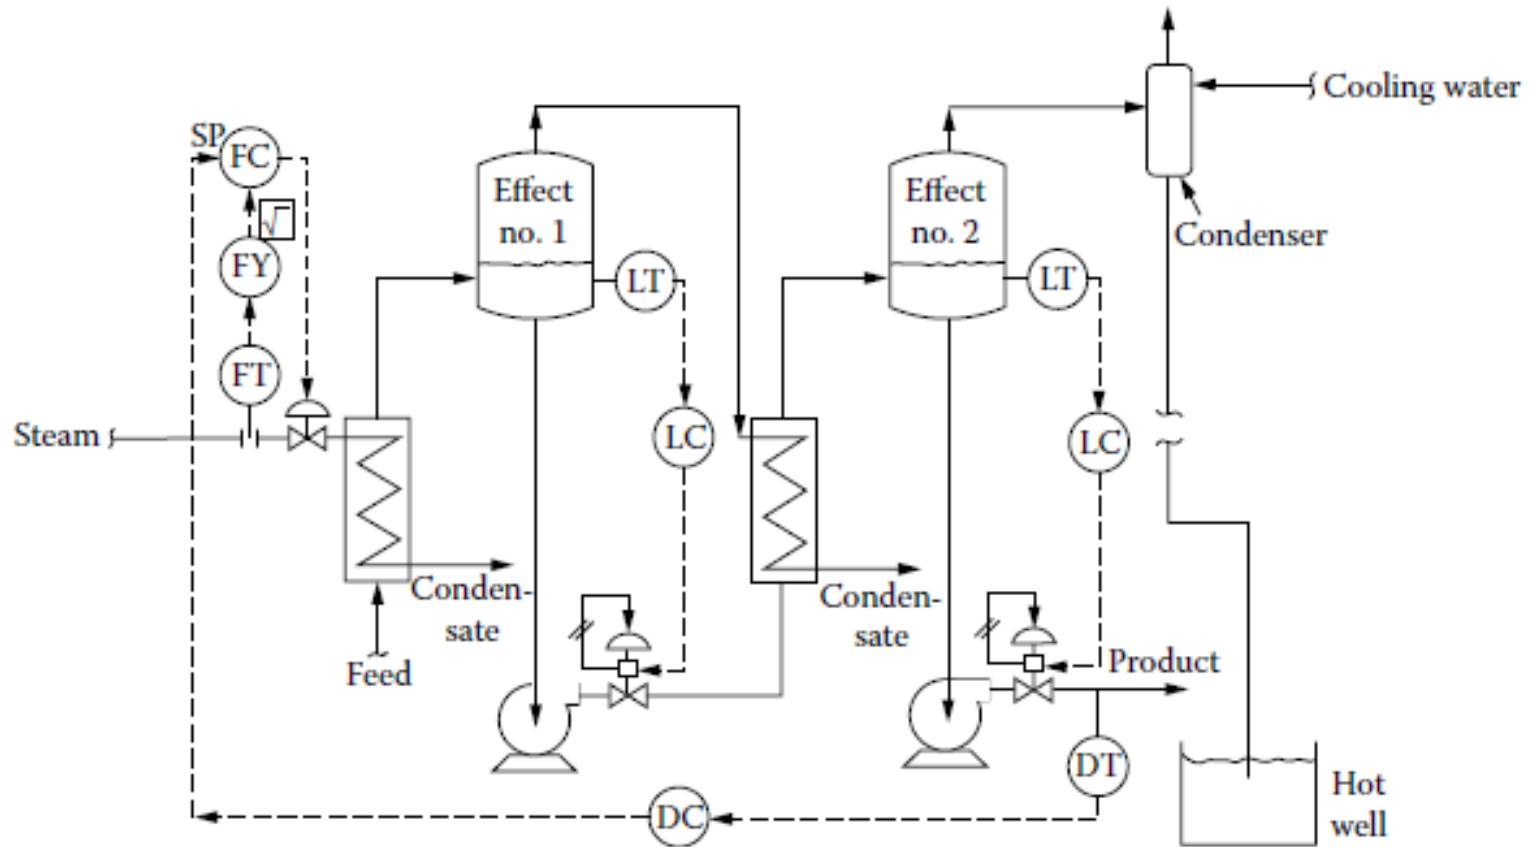 Cooling water
SP
FC
Effect
no. 1
Effect
no. 2
√
Condenser
FY
LT
LT
FT
Steam
LC
LC
Conden-
sate
Conden-
sate
Feed
Product
DT
DC
Hot
well